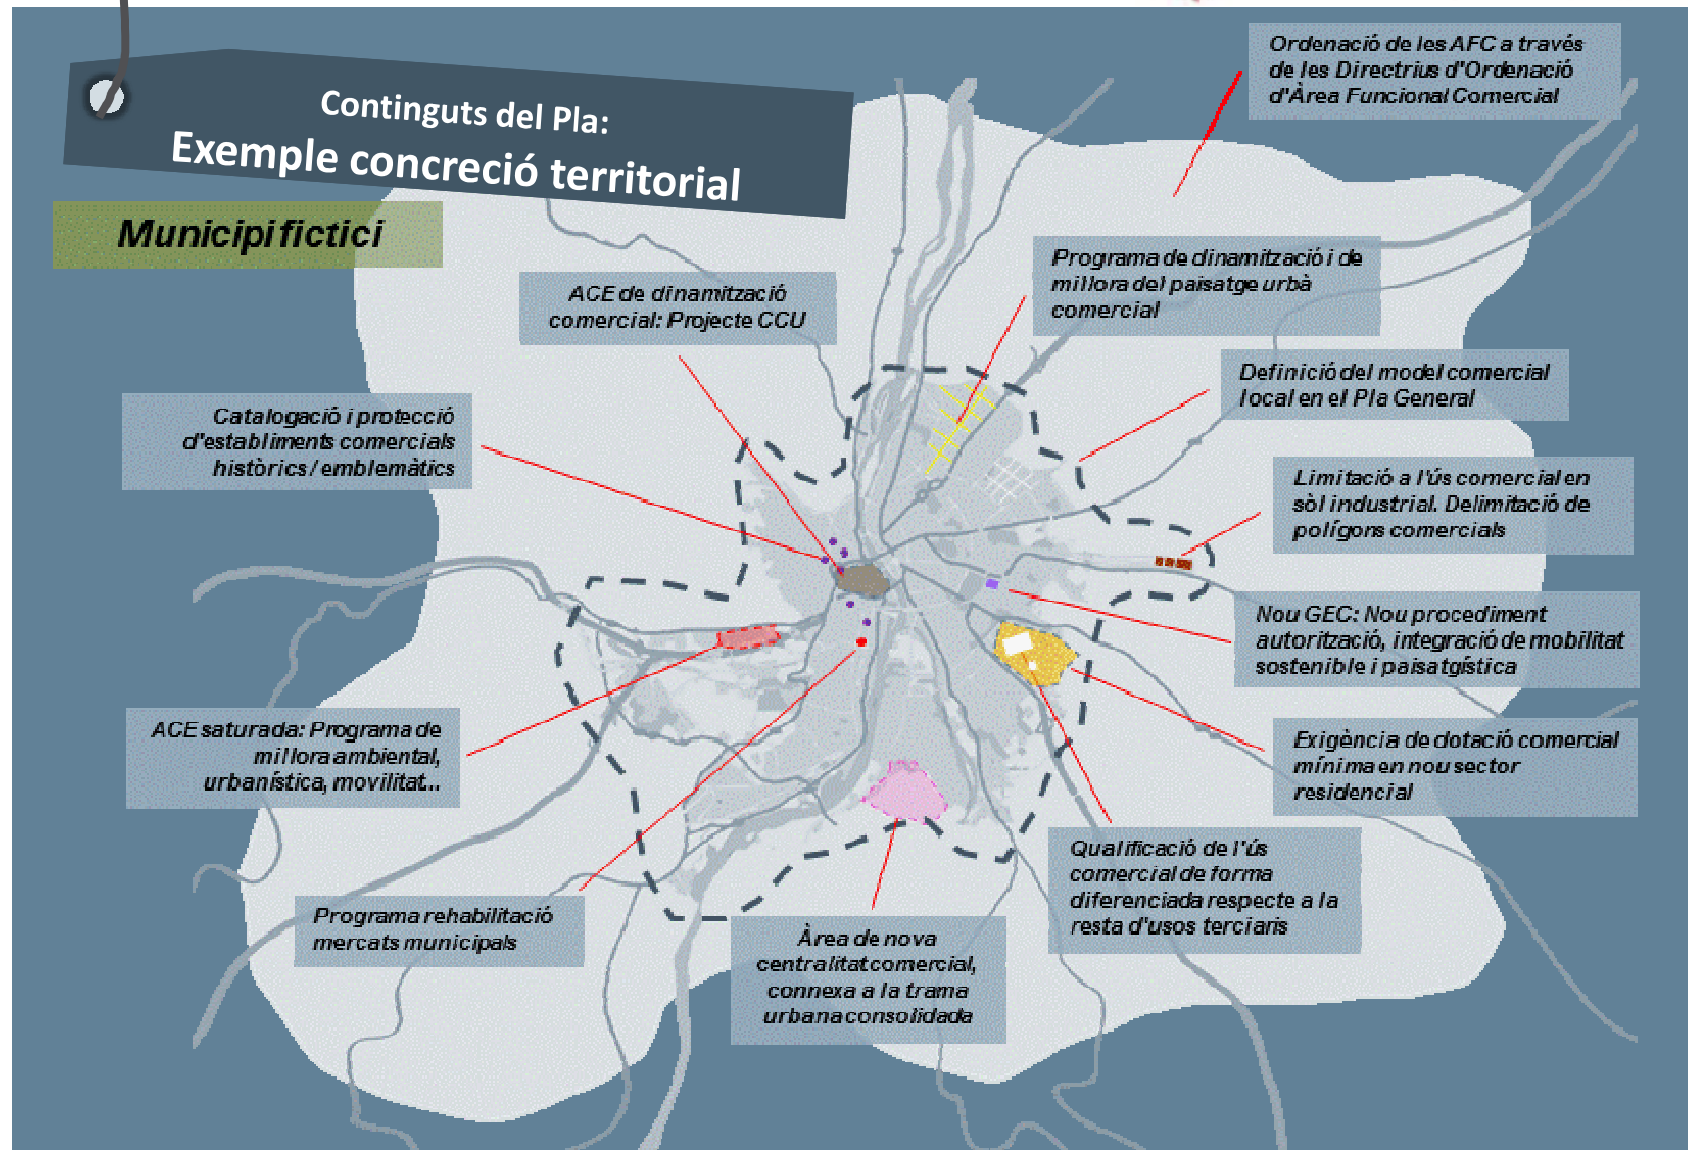 Continguts del Pla:
Exemple concreció territorial
Municipi fictici
Ordenació de les AFC a través
de les Directrius d'Ordenació
d'Àrea Funcional Comercial
Programa de dinamització i de
millora del paisatge urbà
comercial
ACE de dinamització
comercial: Projecte CCU
Definició del model comercial
local en el Pla General
Catalogació i protecció
d'establiments comercials
històrics / emblemàtics
Limitació a l'ús comercial en
sòl industrial. Delimitació de
polígons comercials
Nou GEC: Nou procediment
autorització, integració de mobilitat
sostenible i paisatgística
ACE saturada: Programa de
millora ambiental,
urbanística, movilitat...
Exigència de dotació comercial
mínima en nou sector
residencial
Qualificació de l'ús
comercial de forma
diferenciada respecte a la
resta d'usos terciaris
Programa rehabilitació
mercats municipals
Àrea de nova
centralitat comercial,
connexa a la trama
urbana consolidada